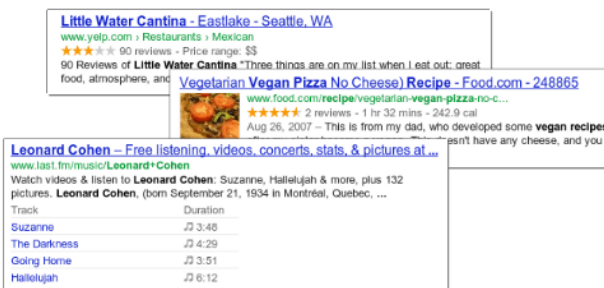 Little Water Cantina - Eastlake - Seattle, WA
www.yelp.com › Restaurants › Mexican
90 reviews - Price range: $$
90 Reviews of Little Water Cantina "Three things are on my list when I eat out: great
food, atmosphere, and
Vegetarian Vegan Pizza No Cheese) Recipe - Food.com - 248865
www.food.com/recipe/vegetarian-vegan-pizza-no-c...
2 reviews - 1 hr 32 mins - 242.9 cal
Aug 26, 2007 – This is from my dad, who developed some vegan recipes
doesn't have any cheese, and you
Leonard Cohen – Free listening, videos, concerts, stats, & pictures at ...
www.last.fm/music/Leonard+Cohen
Watch videos & listen to Leonard Cohen: Suzanne, Hallelujah & more, plus 132
pictures. Leonard Cohen, (born September 21, 1934 in Montréal, Quebec, ...
Track Duration
Suzanne 3:48
The Darkness 4:29
Going Home 3:51
Hallelujah 6:12